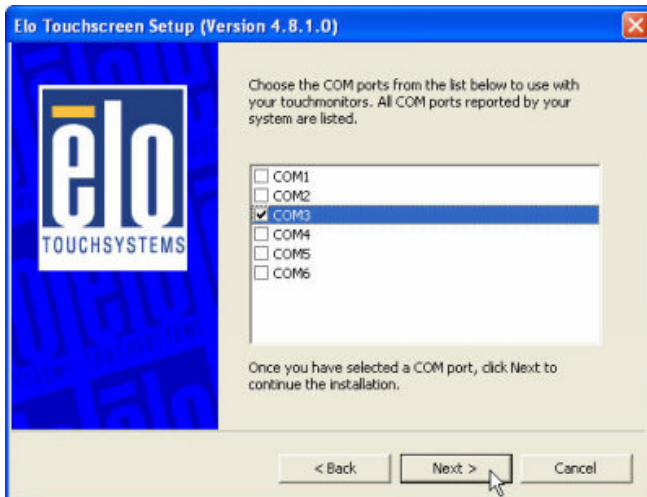 Elo Touchscreen Setup (Version 4.8.1.0)
Choose the COM ports from the list below to use with
your touchmonitors. All COM ports reported by your
system are listed.
COM1
COM2
COM3
COM4
COM5
COM6
ēlo
TOUCHSYSTEMS
Once you have selected a COM port, click Next to
continue the installation.
< Back
Next >
Cancel